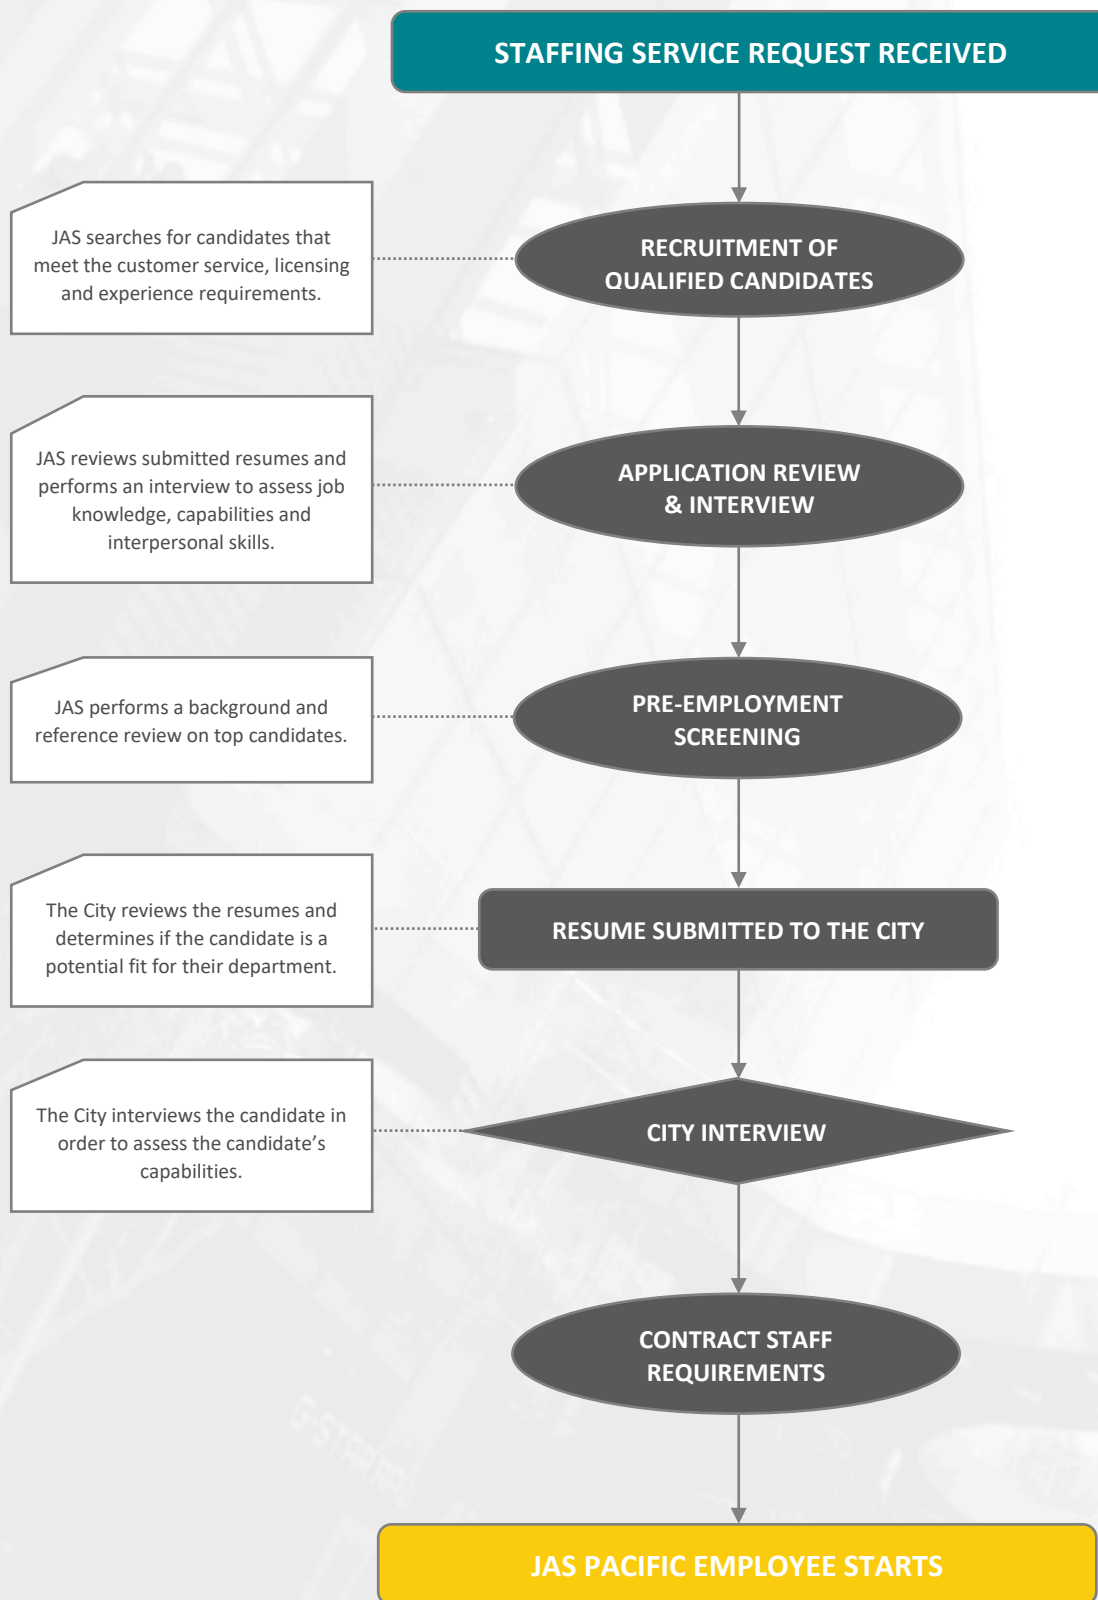 STAFFING SERVICE REQUEST RECEIVED
JAS searches for candidates that
meet the customer service, licensing
and experience requirements.
RECRUITMENT OF
QUALIFIED CANDIDATES
JAS reviews submitted resumes and
performs an interview to assess job
knowledge, capabilities and
interpersonal skills.
APPLICATION REVIEW
& INTERVIEW
JAS performs a background and
reference review on top candidates.
PRE-EMPLOYMENT
SCREENING
The City reviews the resumes and
determines if the candidate is a
potential fit for their department.
RESUME SUBMITTED TO THE CITY
The City interviews the candidate in
order to assess the candidate’s
capabilities.
CITY INTERVIEW
CONTRACT STAFF
REQUIREMENTS
JAS PACIFIC EMPLOYEE STARTS